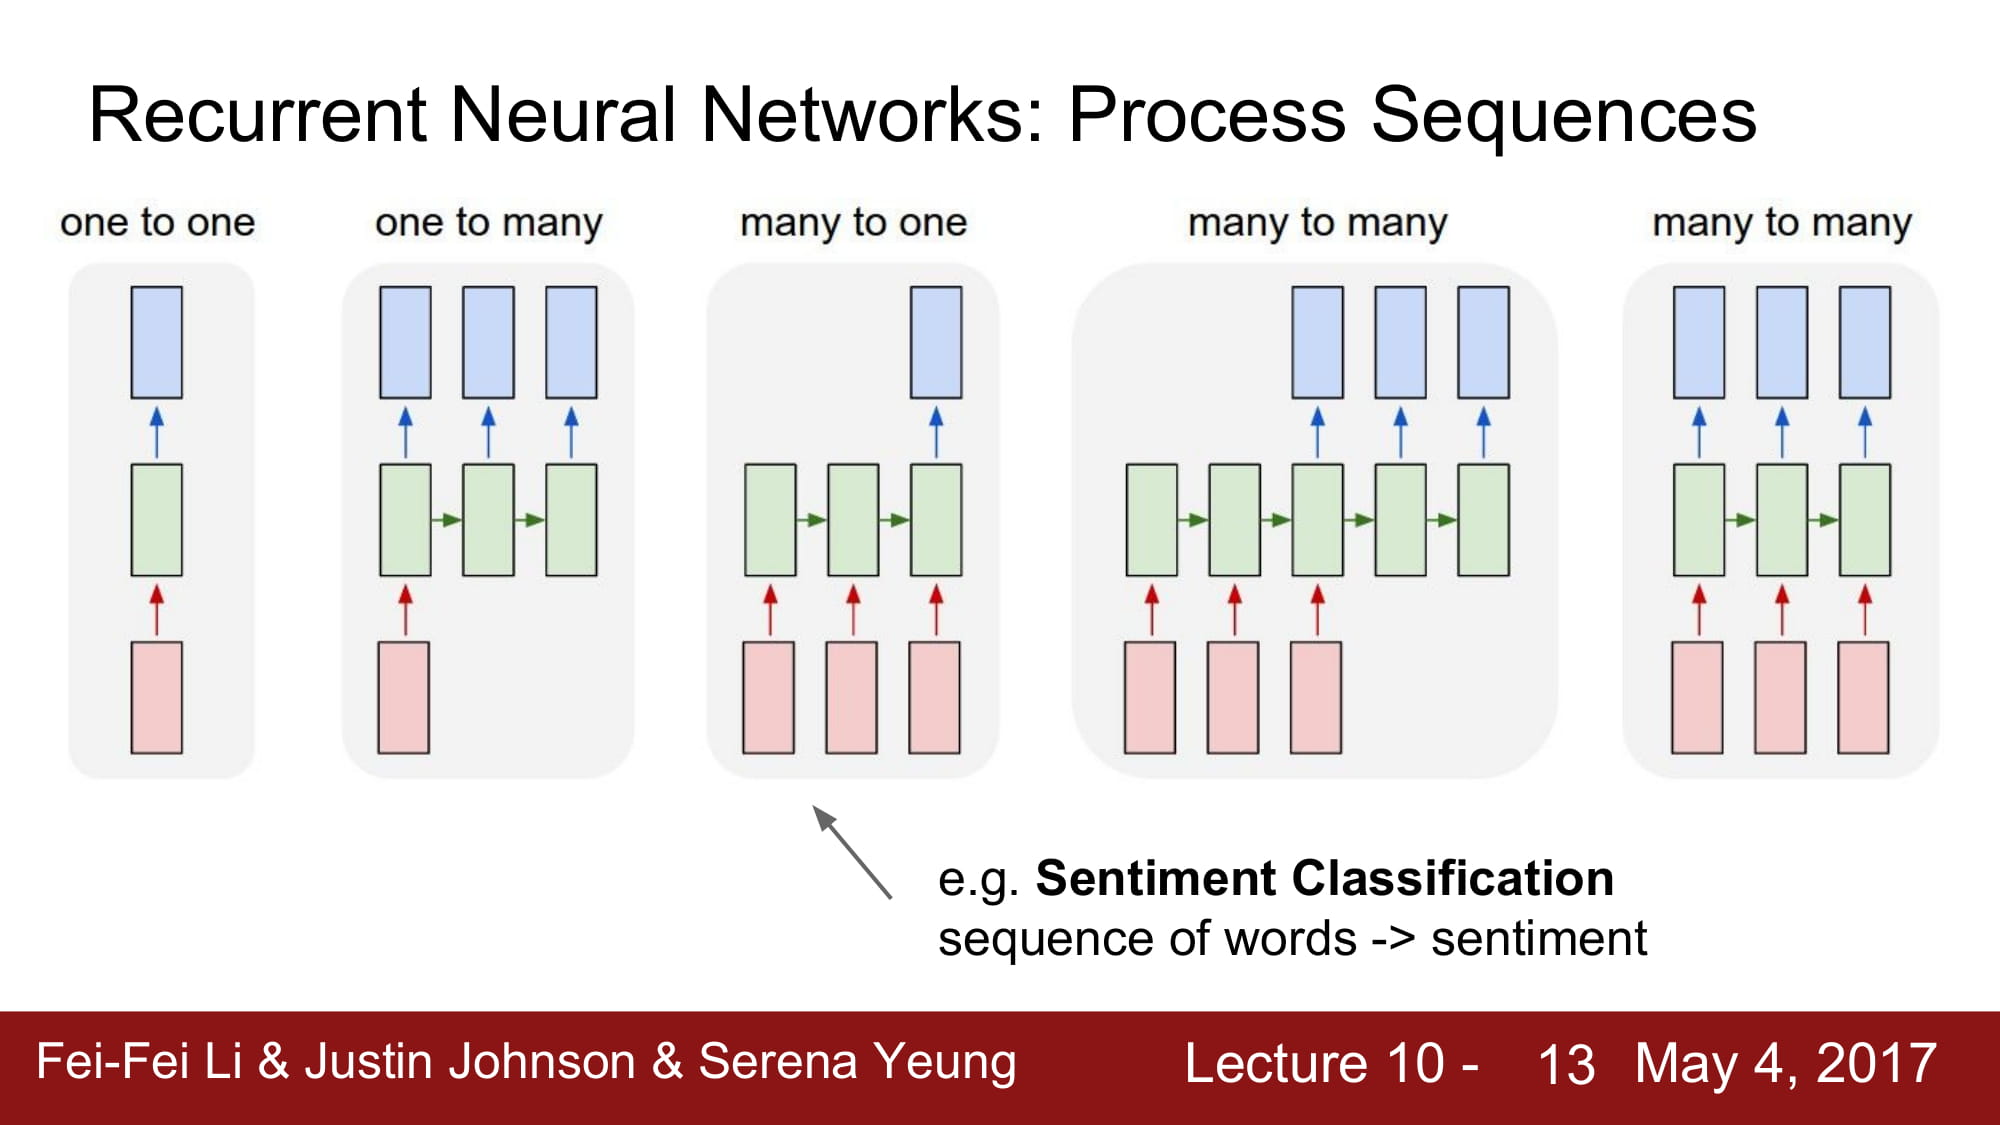 Recurrent Neural Networks: Process Sequences
one to one
one to many
many to one
many to many
many to many
e.g. Sentiment Classification
sequence of words -> sentiment
Fei-Fei Li & Justin Johnson & Serena Yeung
Lecture 10 - 13 May 4, 2017